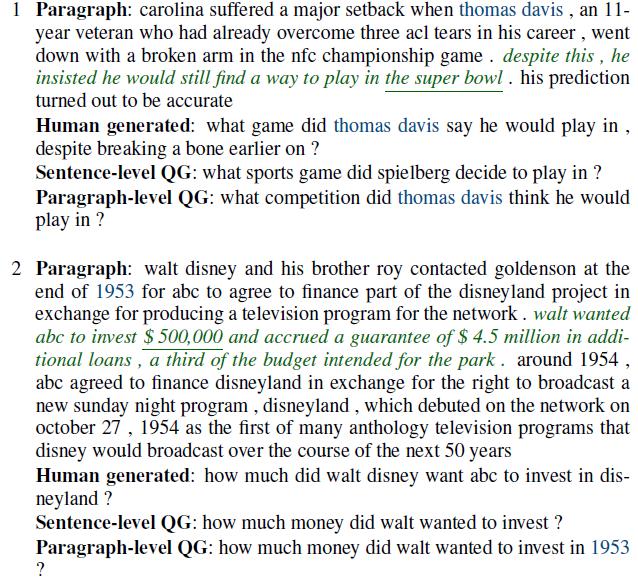 1 Paragraph: carolina suffered a major setback when thomas davis , an 11-
year veteran who had already overcome three acl tears in his career , went
down with a broken arm in the nfc championship game . despite this , he
insisted he would still find a way to play in the super bowl . his prediction
turned out to be accurate
Human generated: what game did thomas davis say he would play in ,
despite breaking a bone earlier on ?
Sentence-level QG: what sports game did spielberg decide to play in ?
Paragraph-level QG: what competition did thomas davis think he would
play in ?
2 Paragraph: walt disney and his brother roy contacted goldenson at the
end of 1953 for abc to agree to finance part of the disneyland project in
exchange for producing a television program for the network . walt wanted
abc to invest $ 500,000 and accrued a guarantee of $ 4.5 million in addi-
tional loans , a third of the budget intended for the park . around 1954 ,
abc agreed to finance disneyland in exchange for the right to broadcast a
new sunday night program , disneyland , which debuted on the network on
october 27 , 1954 as the first of many anthology television programs that
disney would broadcast over the course of the next 50 years
Human generated: how much did walt disney want abc to invest in dis-
neyland ?
Sentence-level QG: how much money did walt wanted to invest ?
Paragraph-level QG: how much money did walt wanted to invest in 1953
?